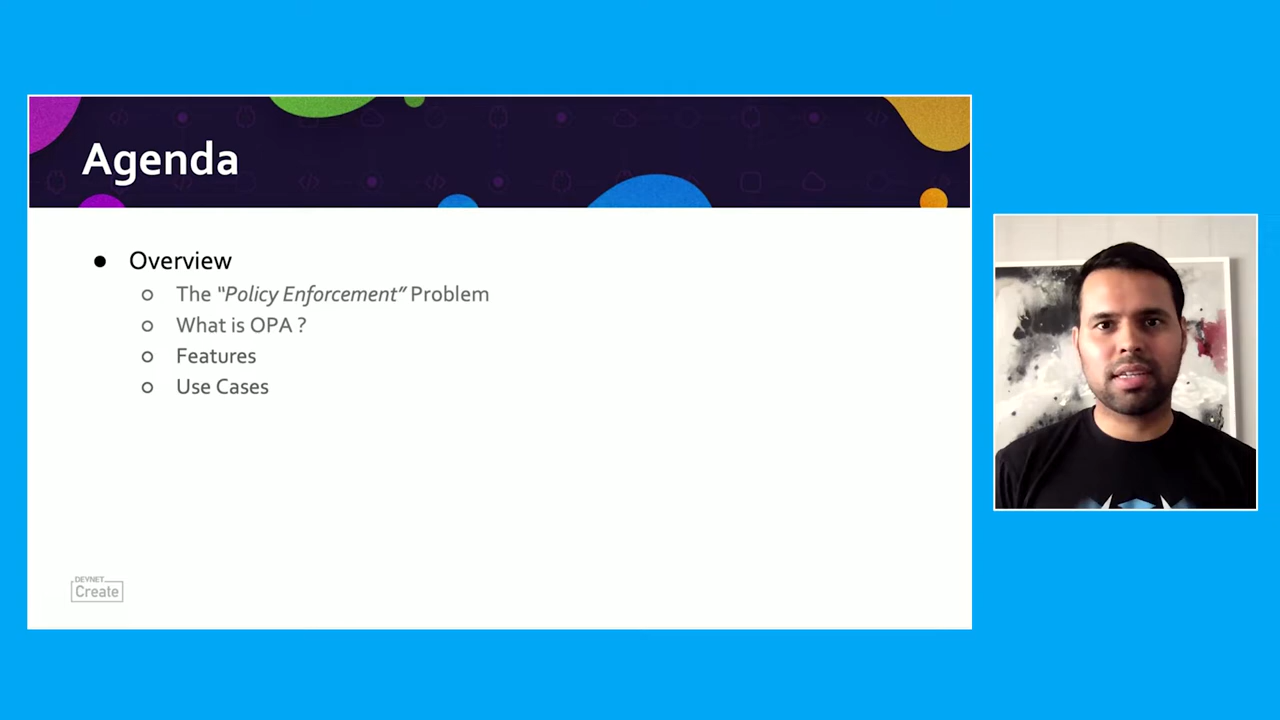 Agenda
● Overview
○ The “Policy Enforcement” Problem
○ What is OPA ?
○ Features
○ Use Cases
DEVNET
Create